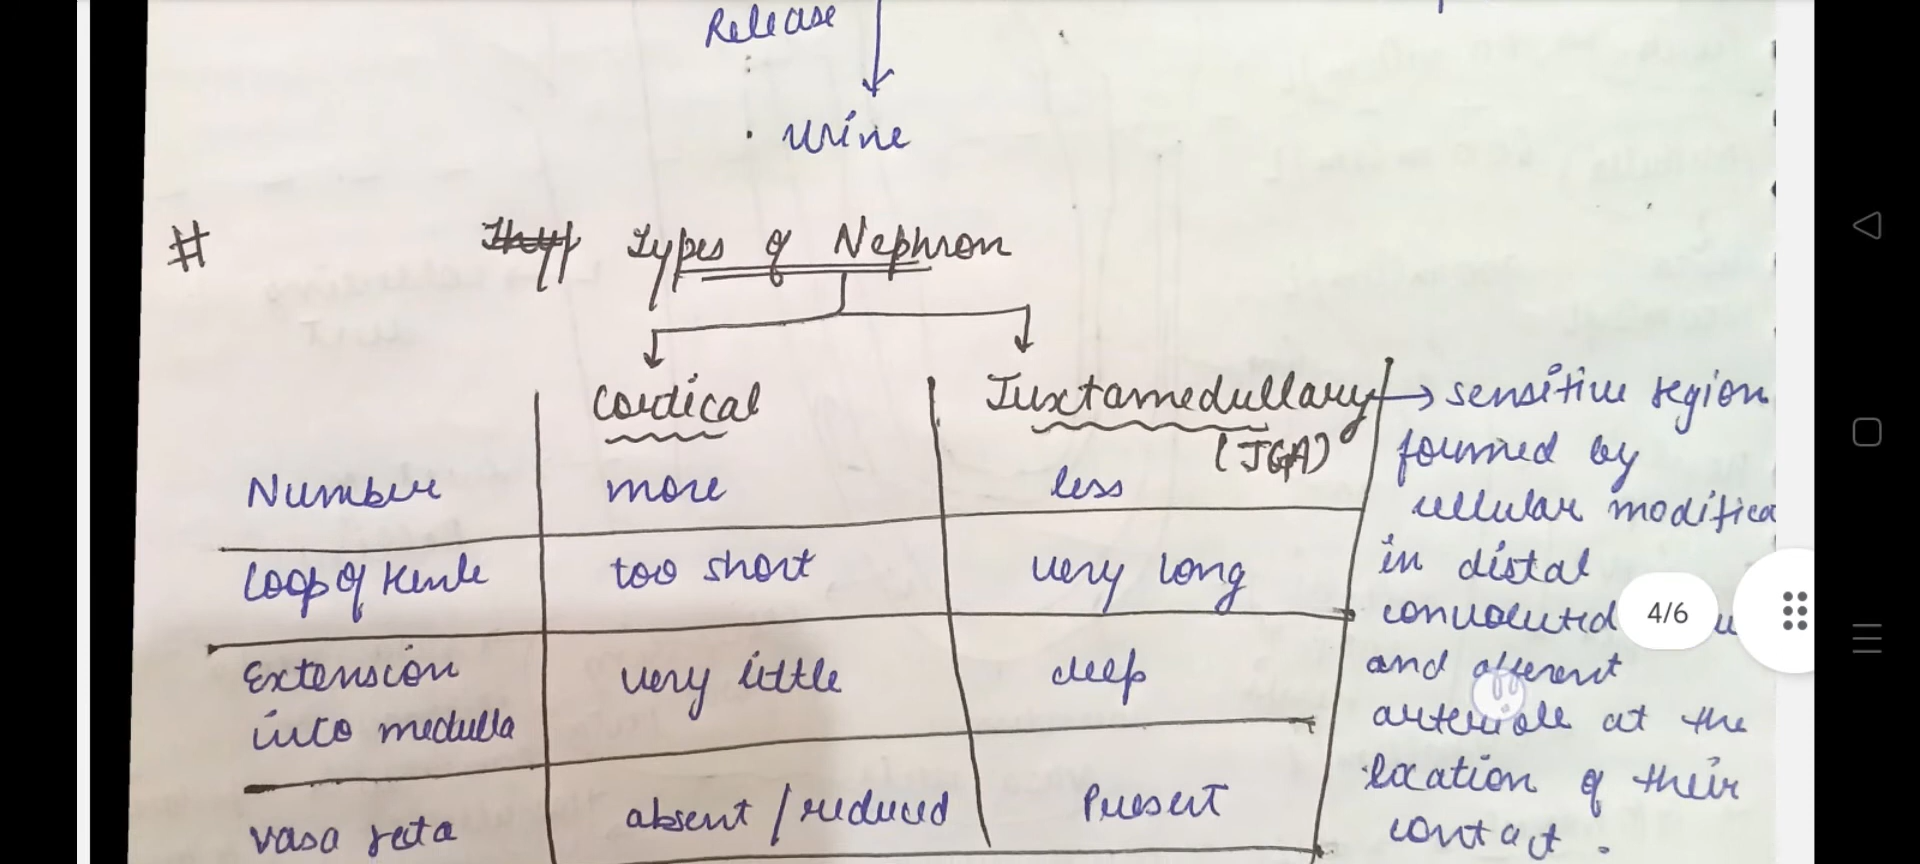 Release
urine
# Types of Nephron
Cortical
Juxtamedullary
(JGA)
Number more less
Loop of Henle too short very long
Extension into medulla very little deep
vasa recta absent / reduced Present
→ sensitive region
formed by
cellular modifica
in distal
convoluted
and afferent
arteriole at the
location of their
contact.
4/6